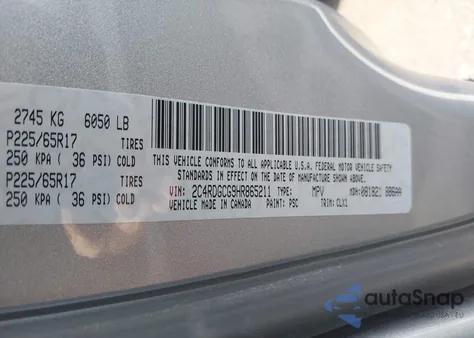 2745 KG 6050 LB
P225/65R17 TIRES
250 KPA ( 36 PSI) COLD
P225/65R17 TIRES
250 KPA ( 36 PSI) COLD
THIS VEHICLE CONFORMS TO ALL APPLICABLE U.S.A. FEDERAL MOTOR VEHICLE SAFETY
STANDARDS IN EFFECT ON THE DATE OF MANUFACTURE SHOWN ABOVE.
VIN: 2C4RDGCG9HR865211 TYPE: MPV MDH:
VEHICLE MADE IN CANADA PAINT: PSC TRIM: CLX1
autoSnap